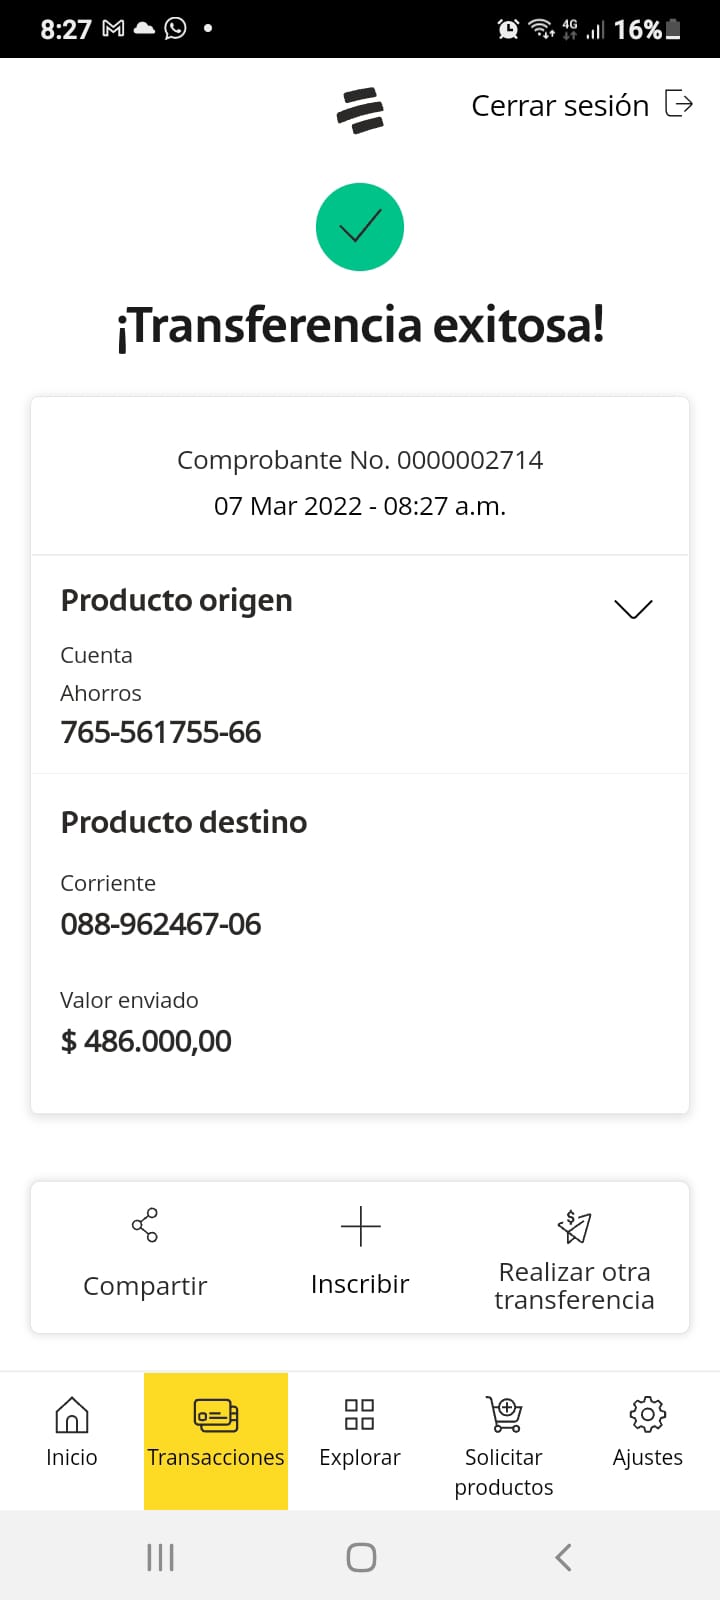 8:27 4G 16%
Cerrar sesión
¡Transferencia exitosa!
Comprobante No. 0000002714
07 Mar 2022 - 08:27 a.m.
Producto origen
Cuenta
Ahorros
765-561755-66
Producto destino
Corriente
088-962467-06
Valor enviado
$ 486.000,00
Compartir
Inscribir
Realizar otra
transferencia
Inicio
Transacciones
Explorar
Solicitar
productos
Ajustes